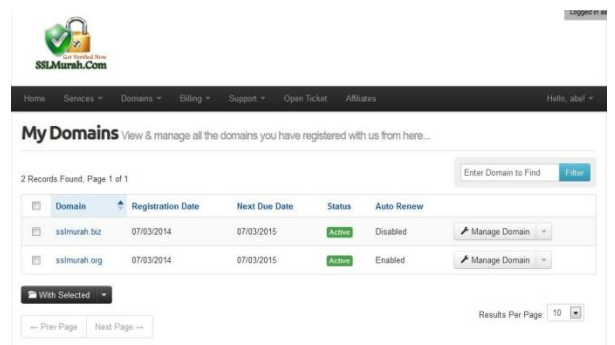 Logged in as
Get Verified Now
SSLMurah.Com
Home Services Domains Billing Support Open Ticket Affiliates Hello, abe!
My Domains View & manage all the domains you have registered with us from here...
2 Records Found, Page 1 of 1
Enter Domain to Find Filter
Domain Registration Date Next Due Date Status Auto Renew
sslmurah.biz 07/03/2014 07/03/2015 Active Disabled Manage Domain
sslmurah.org 07/03/2014 07/03/2015 Active Enabled Manage Domain
With Selected
Results Per Page: 10
← Prev Page Next Page →